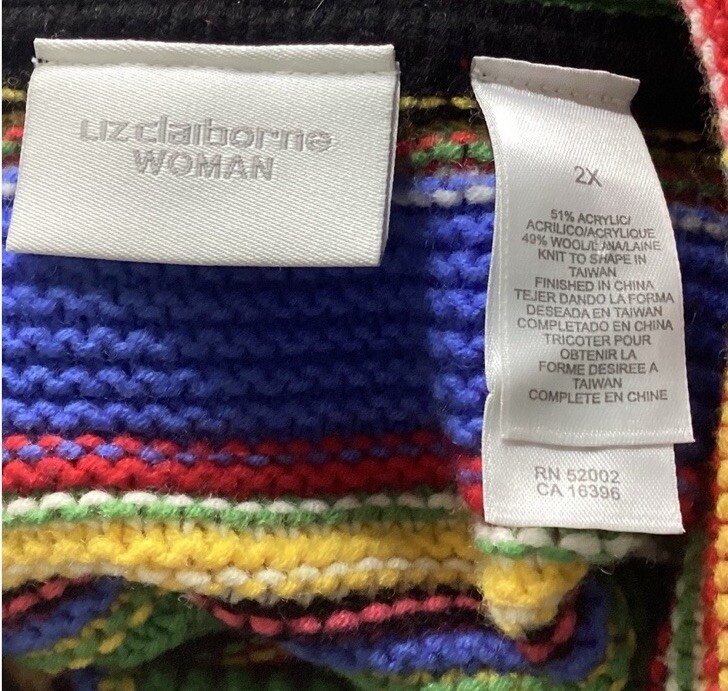 Liz claiborne
WOMAN
2X
51% ACRYLIC/
ACRILICO/ACRYLIQUE
49% WOOL/LANA/LAINE
KNIT TO SHAPE IN
TAIWAN
FINISHED IN CHINA
TEJER DANDO LA FORMA
DESEADA EN TAIWAN
COMPLETADO EN CHINA
TRICOTER POUR
OBTENIR LA
FORME DESIREE A
TAIWAN
COMPLETE EN CHINE
RN 52002
CA 16396